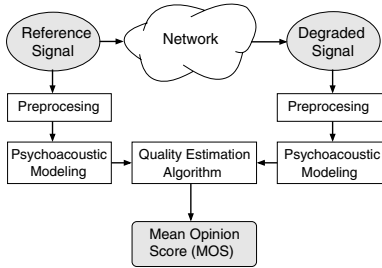 Reference
Signal
Network
Degraded
Signal
Preprocesing
Preprocesing
Psychoacoustic
Modeling
Quality Estimation
Algorithm
Psychoacoustic
Modeling
Mean Opinion
Score (MOS)